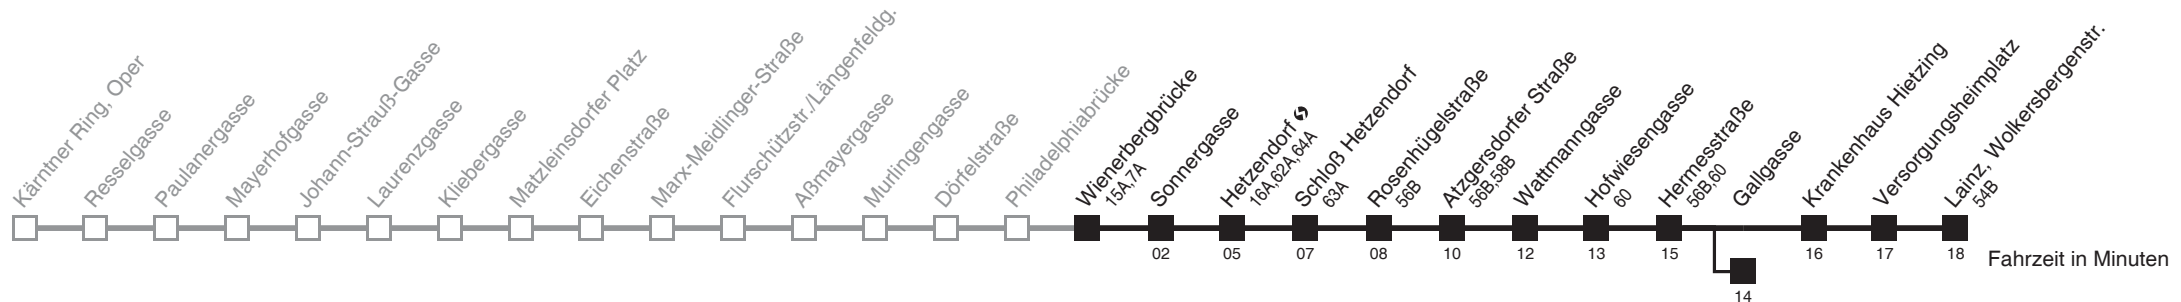 Kärntner Ring, Oper
Resselgasse
Paulanergasse
Mayerhofgasse
Johann-Strauß-Gasse
Laurenzgasse
Kliebergasse
Matzleinsdorfer Platz
Eichenstraße
Marx-Meidlinger-Straße
Flurschützstr./Längenfeldg.
Aßmayergasse
Murlingengasse
Dörfelstraße
Philadelphiabrücke
Wienerbergbrücke
15A,7A
Sonnergasse
Hetzendorf
16A,62A,64A
Schloß Hetzendorf
63A
Rosenhügelstraße
56B
Atzgersdorfer Straße
56B,58B
Wattmanngasse
Hofwiesengasse
60
Hermesstraße
56B,60
Gallgasse
Krankenhaus Hietzing
Versorgungsheimplatz
Lainz, Wolkersbergenstr.
54B
02 05 07 08 10 12 13 15 16 17 18
Fahrzeit in Minuten
14